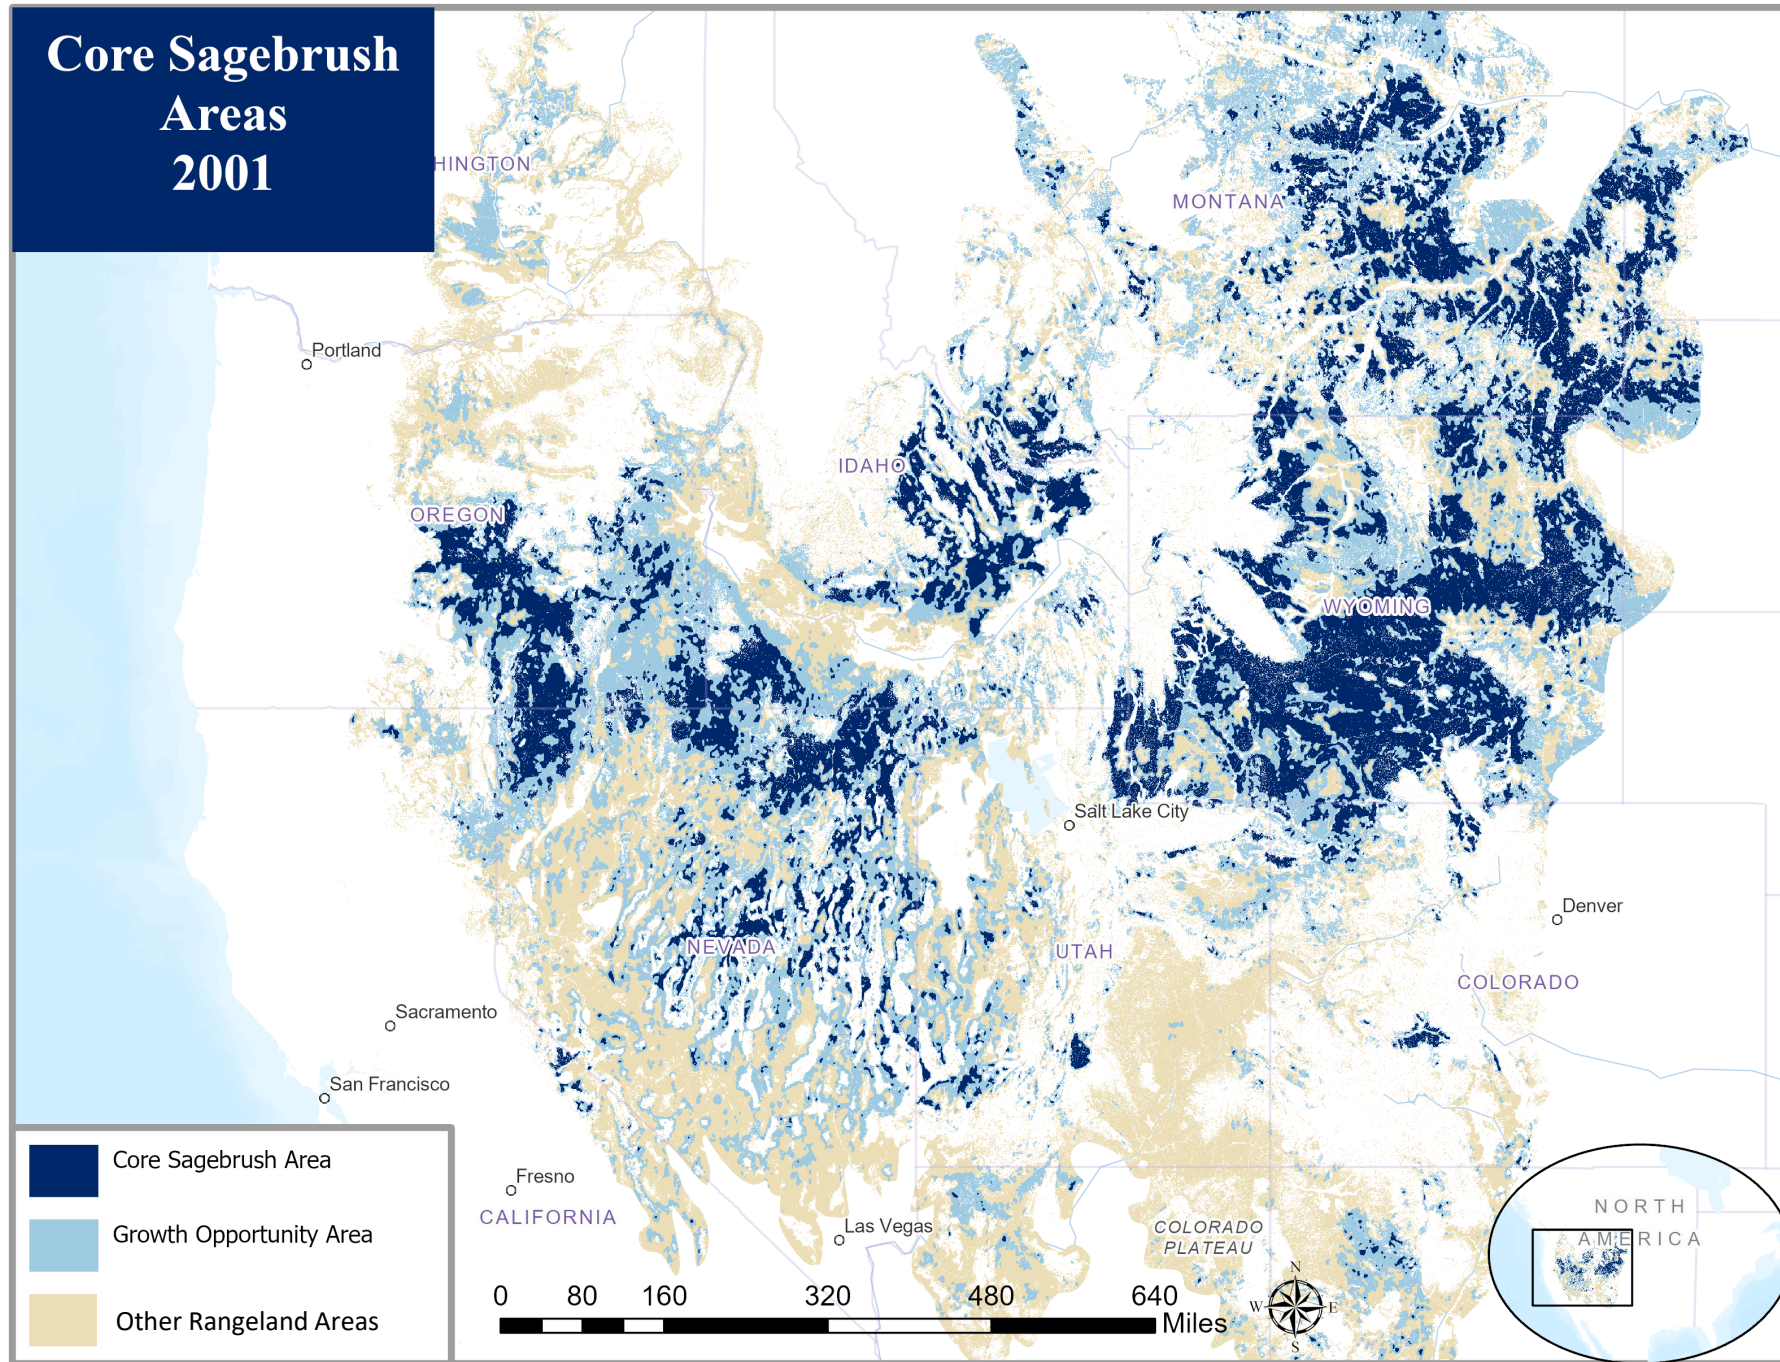 Core Sagebrush
Areas
2001
HINGTON
MONTANA
Portland
IDAHO
OREGON
WYOMING
Salt Lake City
Denver
NEVADA
UTAH
COLORADO
Sacramento
San Francisco
Fresno
CALIFORNIA
Las Vegas
COLORADO
PLATEAU
Core Sagebrush Area
Growth Opportunity Area
Other Rangeland Areas
0 80 160 320 480 640
Miles
N
W E
S
NORTH
AMERICA